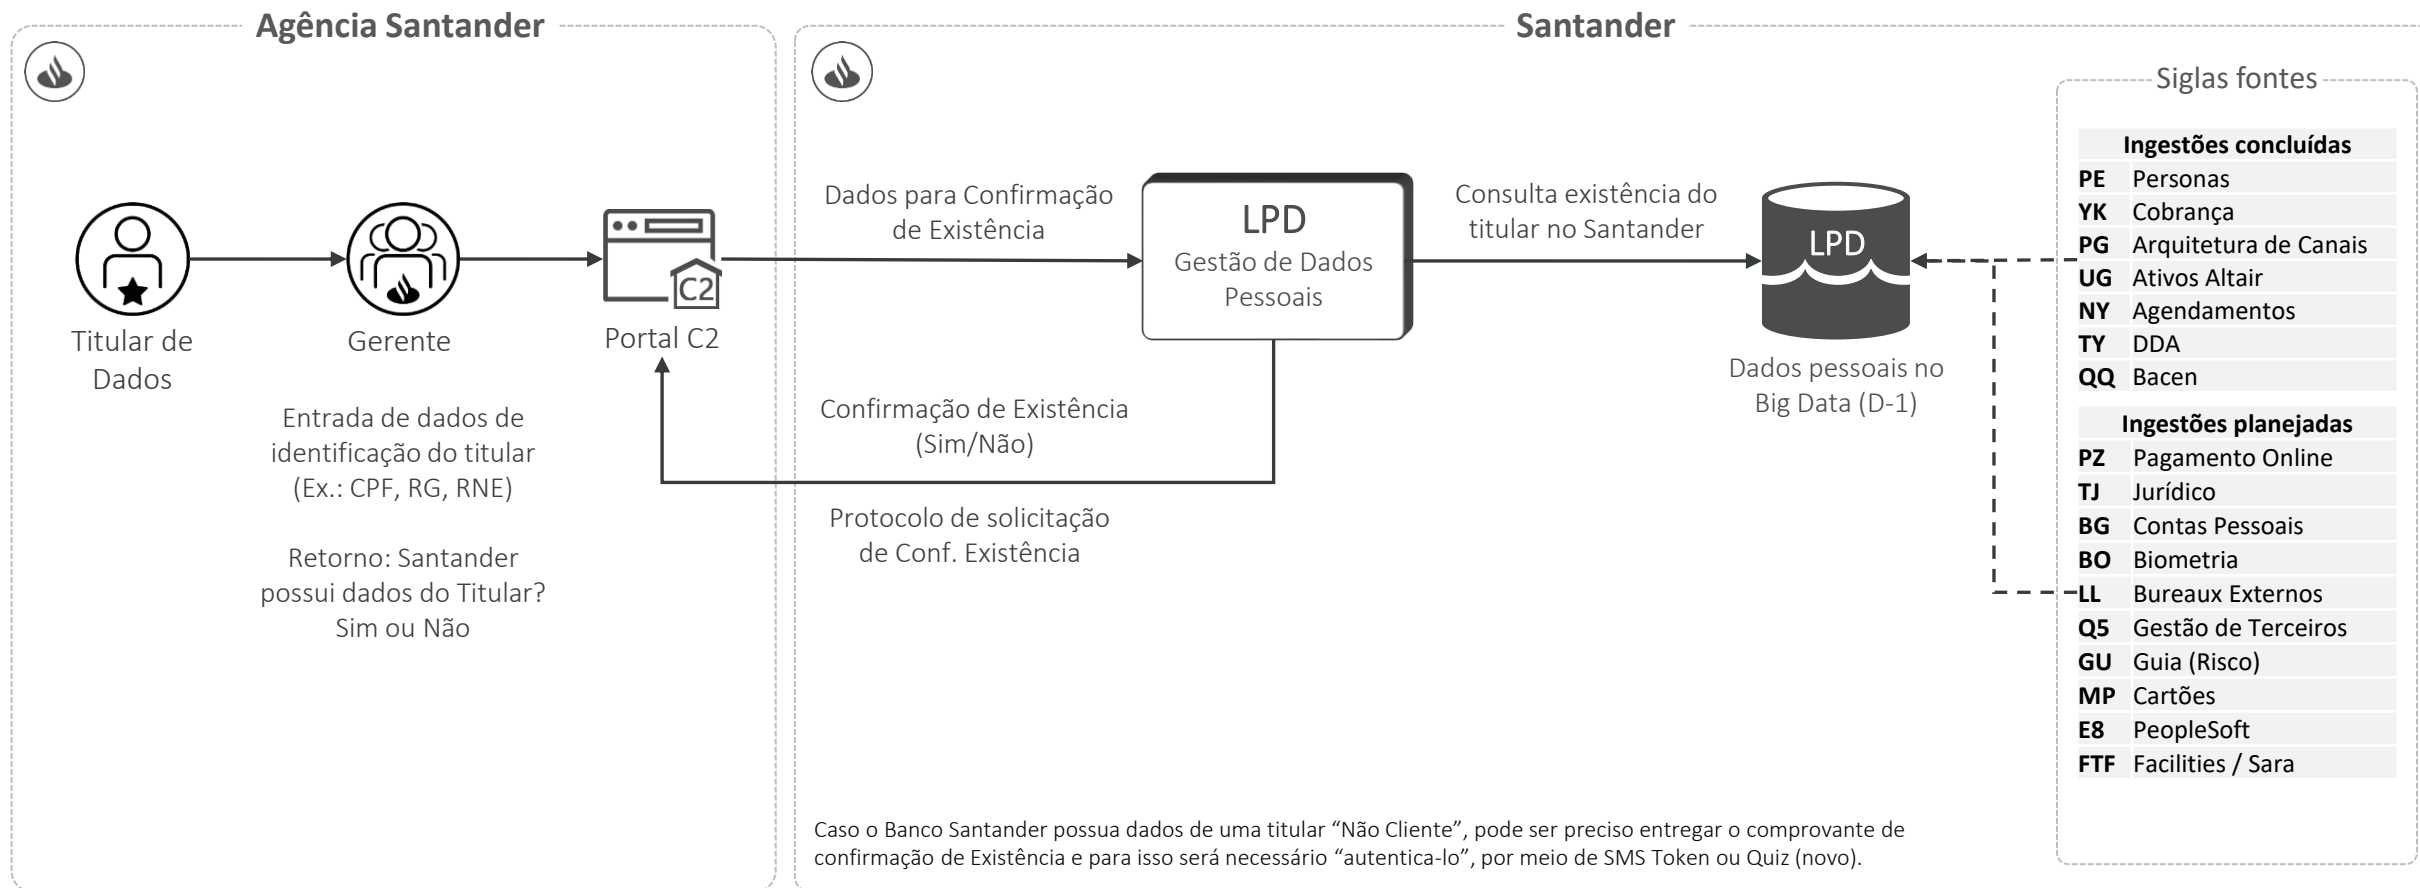 Agência Santander
Titular de
Dados
Gerente
C2
Portal C2
Entrada de dados de
identificação do titular
(Ex.: CPF, RG, RNE)
Retorno: Santander
possui dados do Titular?
Sim ou Não
Santander
Dados para Confirmação
de Existência
LPD
Gestão de Dados
Pessoais
Consulta existência do
titular no Santander
LPD
Dados pessoais no
Big Data (D-1)
Confirmação de Existência
(Sim/Não)
Protocolo de solicitação
de Conf. Existência
Siglas fontes
Ingestões concluídas
PE Personas
YK Cobrança
PG Arquitetura de Canais
UG Ativos Altair
NY Agendamentos
TY DDA
QQ Bacen
Ingestões planejadas
PZ Pagamento Online
TJ Jurídico
BG Contas Pessoais
BO Biometria
LL Bureaux Externos
Q5 Gestão de Terceiros
GU Guia (Risco)
MP Cartões
E8 PeopleSoft
FTF Facilities / Sara
Caso o Banco Santander possua dados de uma titular “Não Cliente”, pode ser preciso entregar o comprovante de
confirmação de Existência e para isso será necessário “autentica-lo”, por meio de SMS Token ou Quiz (novo).